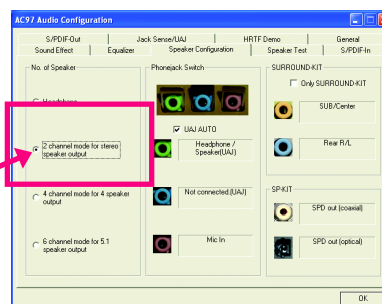 AC97 Audio Configuration
S/PDIF-Out
Jack Sense/UAJ
HRTF Demo
General
Sound Effect
Equalizer
Speaker Configuration
Speaker Test
S/PDIF-In
No. of Speaker
Headphone
2 channel mode for stereo
speaker output
4 channel mode for 4 speaker
output
6 channel mode for 5.1
speaker output
Phonejack Switch
UAJ AUTO
Headphone /
Speaker(UAJ)
Not connected.(UAJ)
Mic In
SURROUND-KIT
Only SURROUND-KIT
SUB/Center
Rear R/L
SP-KIT
SPD out (coaxial)
SPD out (optical)
OK